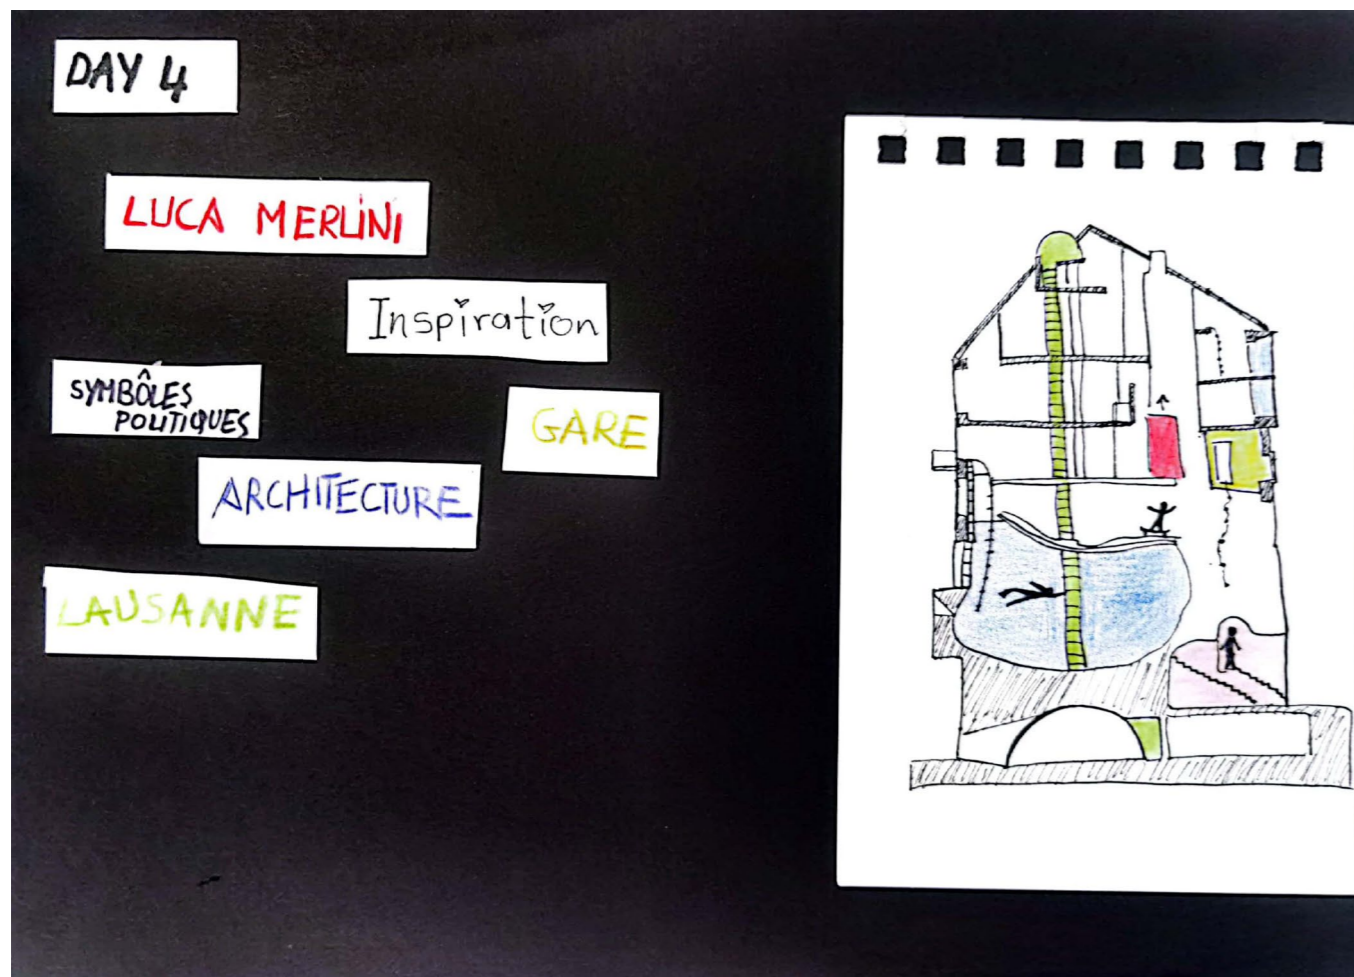 DAY 4
LUCA MERLINI
Inspiration
SYMBÔLES
POLITIQUES
GARE
ARCHITECTURE
LAUSANNE